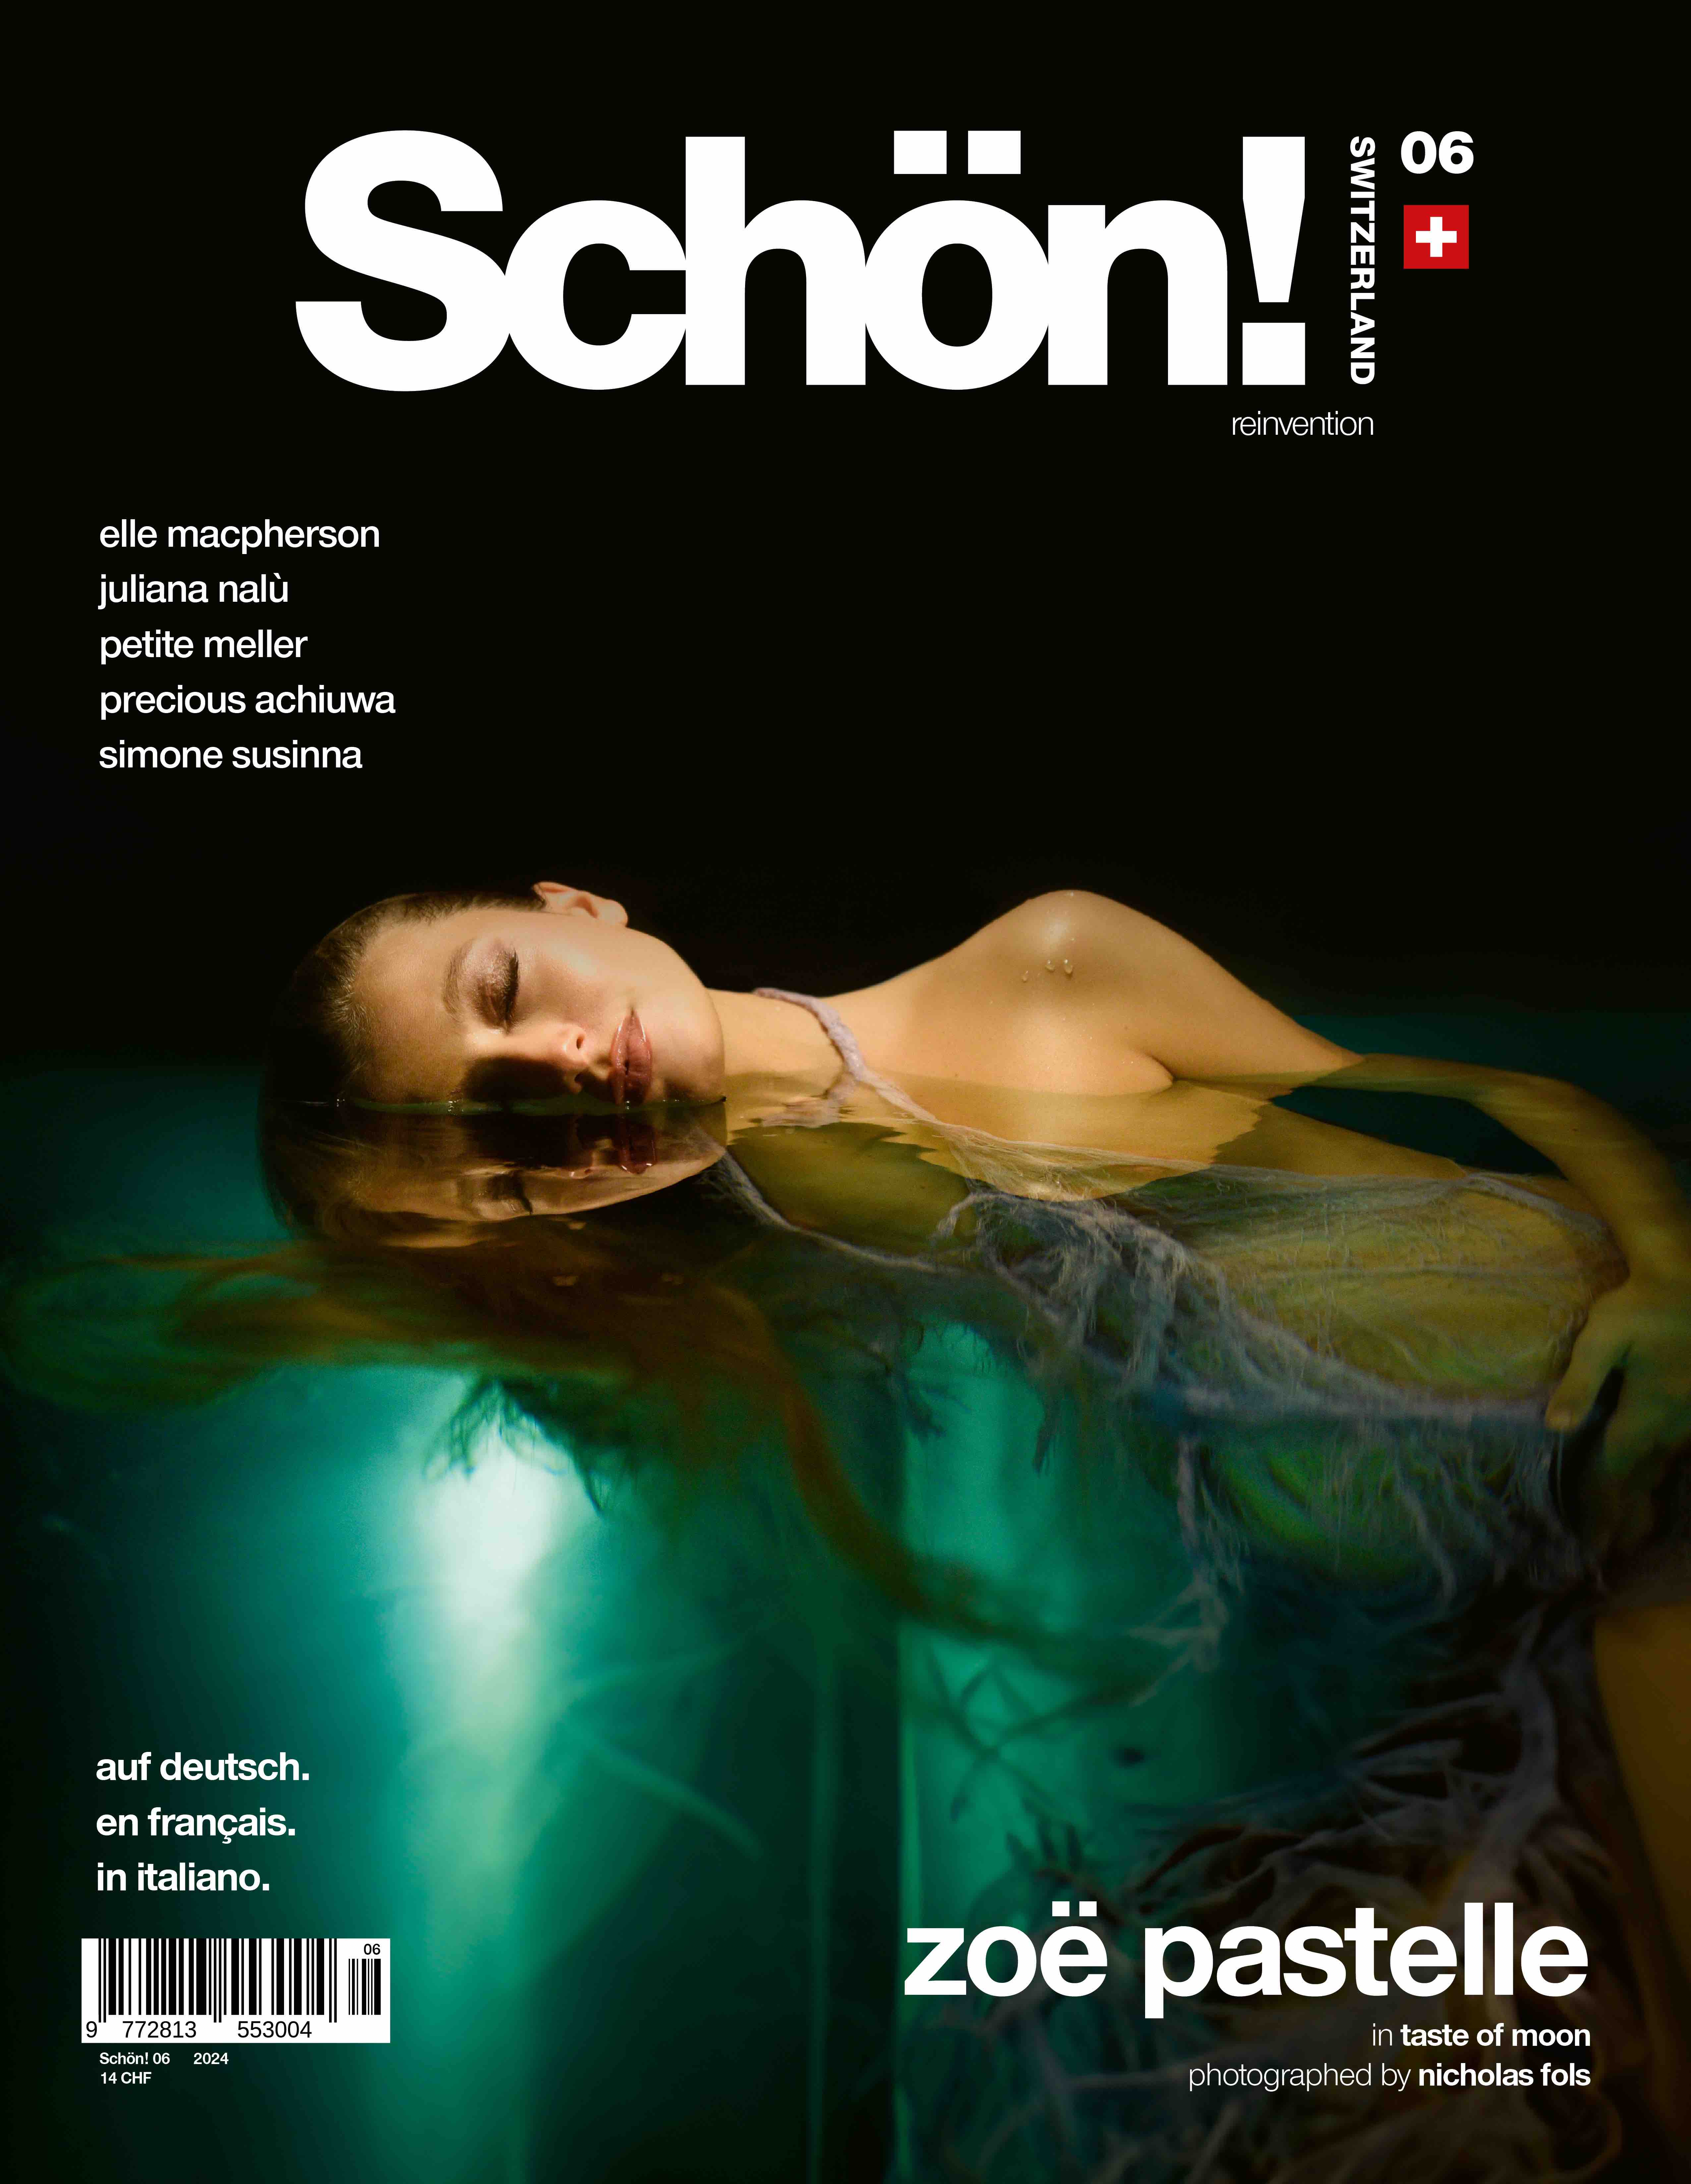 Schön!
SWITZERLAND
06
reinvention
elle macpherson
juliana nalù
petite meller
precious achiuwa
simone susinna
auf deutsch.
en français.
in italiano.
06
9 772813 553004
Schön! 06 2024
14 CHF
zoë pastelle
in taste of moon
photographed by nicholas fols